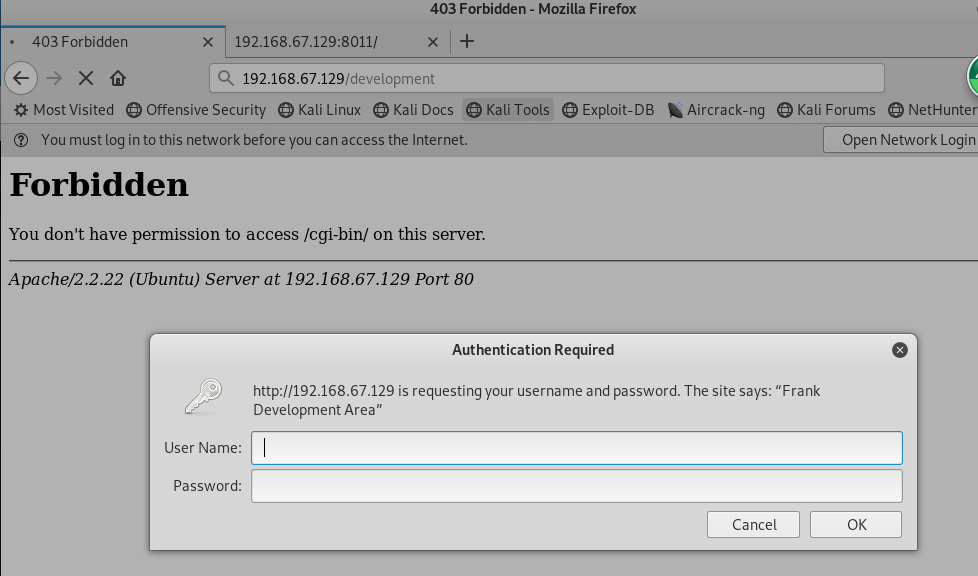 403 Forbidden - Mozilla Firefox
403 Forbidden
192.168.67.129:8011/
192.168.67.129/development
Most Visited Offensive Security Kali Linux Kali Docs Kali Tools Exploit-DB Aircrack-ng Kali Forums NetHunter
You must log in to this network before you can access the Internet. Open Network Login
Forbidden
You don't have permission to access /cgi-bin/ on this server.
Apache/2.2.22 (Ubuntu) Server at 192.168.67.129 Port 80
Authentication Required
http://192.168.67.129 is requesting your username and password. The site says: “Frank
Development Area”
User Name:
Password:
Cancel OK